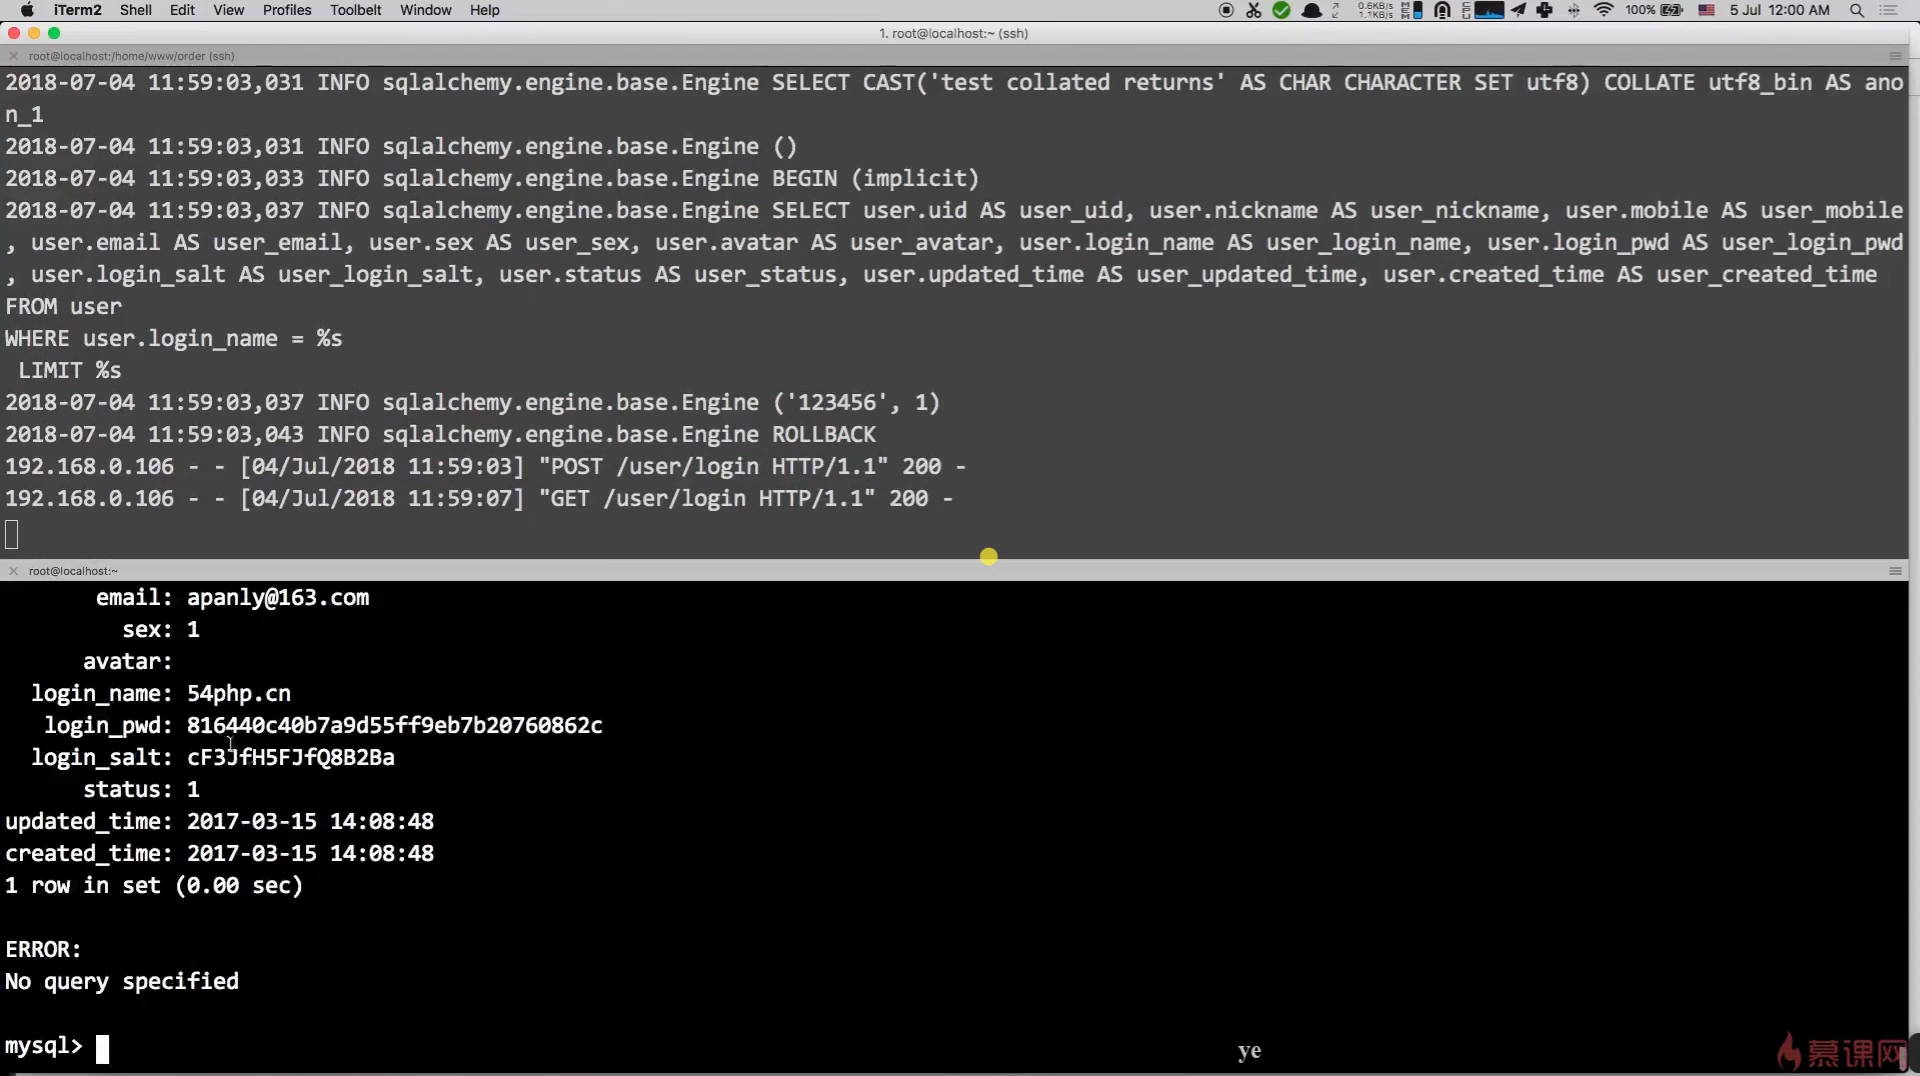 iTerm2 Shell Edit View Profiles Toolbelt Window Help 0.6KB/s 1.1KB/s 100% 5 Jul 12:00 AM
1. root@localhost:~ (ssh)
root@localhost:/home/www/order (ssh)
2018-07-04 11:59:03,031 INFO sqlalchemy.engine.base.Engine SELECT CAST('test collated returns' AS CHAR CHARACTER SET utf8) COLLATE utf8_bin AS ano
n_1
2018-07-04 11:59:03,031 INFO sqlalchemy.engine.base.Engine ()
2018-07-04 11:59:03,033 INFO sqlalchemy.engine.base.Engine BEGIN (implicit)
2018-07-04 11:59:03,037 INFO sqlalchemy.engine.base.Engine SELECT user.uid AS user_uid, user.nickname AS user_nickname, user.mobile AS user_mobile
, user.email AS user_email, user.sex AS user_sex, user.avatar AS user_avatar, user.login_name AS user_login_name, user.login_pwd AS user_login_pwd
, user.login_salt AS user_login_salt, user.status AS user_status, user.updated_time AS user_updated_time, user.created_time AS user_created_time
FROM user
WHERE user.login_name = %s
LIMIT %s
2018-07-04 11:59:03,037 INFO sqlalchemy.engine.base.Engine ('123456', 1)
2018-07-04 11:59:03,043 INFO sqlalchemy.engine.base.Engine ROLLBACK
192.168.0.106 - - [04/Jul/2018 11:59:03] "POST /user/login HTTP/1.1" 200 -
192.168.0.106 - - [04/Jul/2018 11:59:07] "GET /user/login HTTP/1.1" 200 -
root@localhost:~
email: apanly@163.com
sex: 1
avatar:
login_name: 54php.cn
login_pwd: 816440c40b7a9d55ff9eb7b20760862c
login_salt: cF3JfH5FJfQ8B2Ba
status: 1
updated_time: 2017-03-15 14:08:48
created_time: 2017-03-15 14:08:48
1 row in set (0.00 sec)
ERROR:
No query specified
mysql>
ye
慕课网